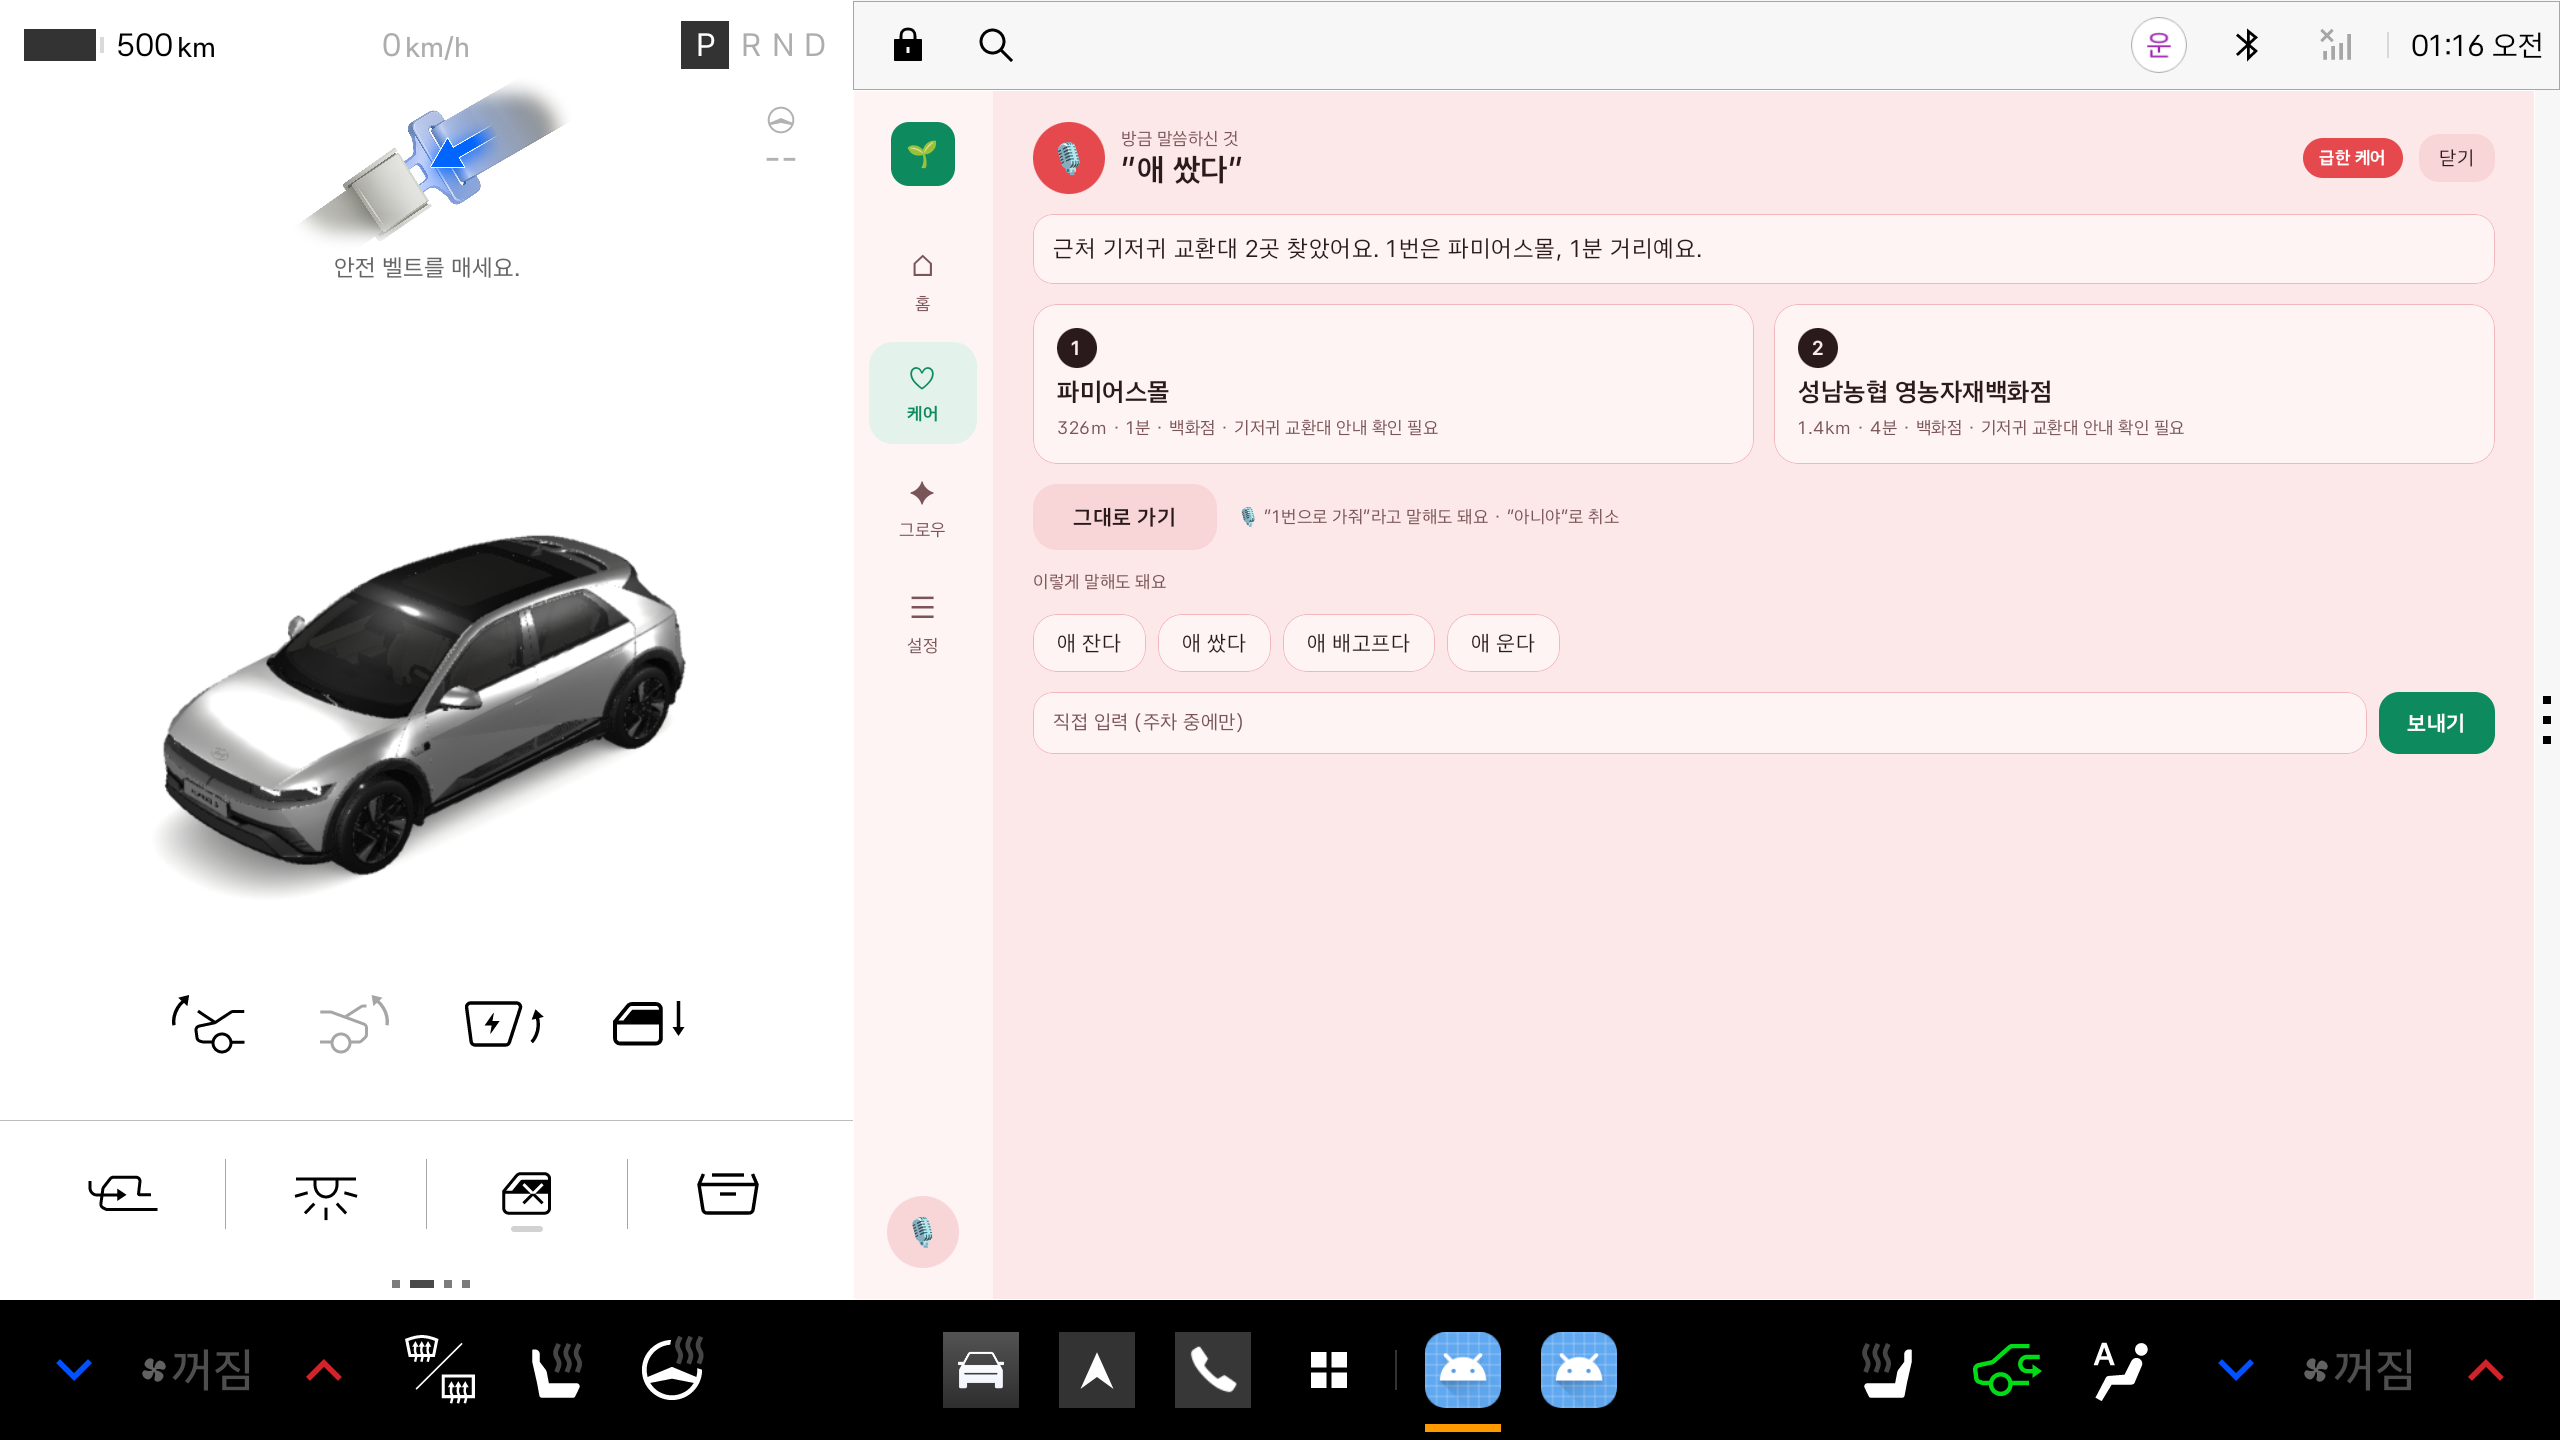 500 km
0 km/h
P R N D
01:16 오전
운
안전 벨트를 매세요.
홈
케어
그로우
설정
방금 말씀하신 것
"애 쌌다"
급한 케어
닫기
근처 기저귀 교환대 2곳 찾았어요. 1번은 파미어스몰, 1분 거리예요.
1
파미어스몰
326m · 1분 · 백화점 · 기저귀 교환대 안내 확인 필요
2
성남농협 영농자재백화점
1.4km · 4분 · 백화점 · 기저귀 교환대 안내 확인 필요
그대로 가기
"1번으로 가줘"라고 말해도 돼요 · "아니야"로 취소
이렇게 말해도 돼요
애 잔다
애 쌌다
애 배고프다
애 운다
직접 입력 (주차 중에만)
보내기
꺼짐
A
꺼짐